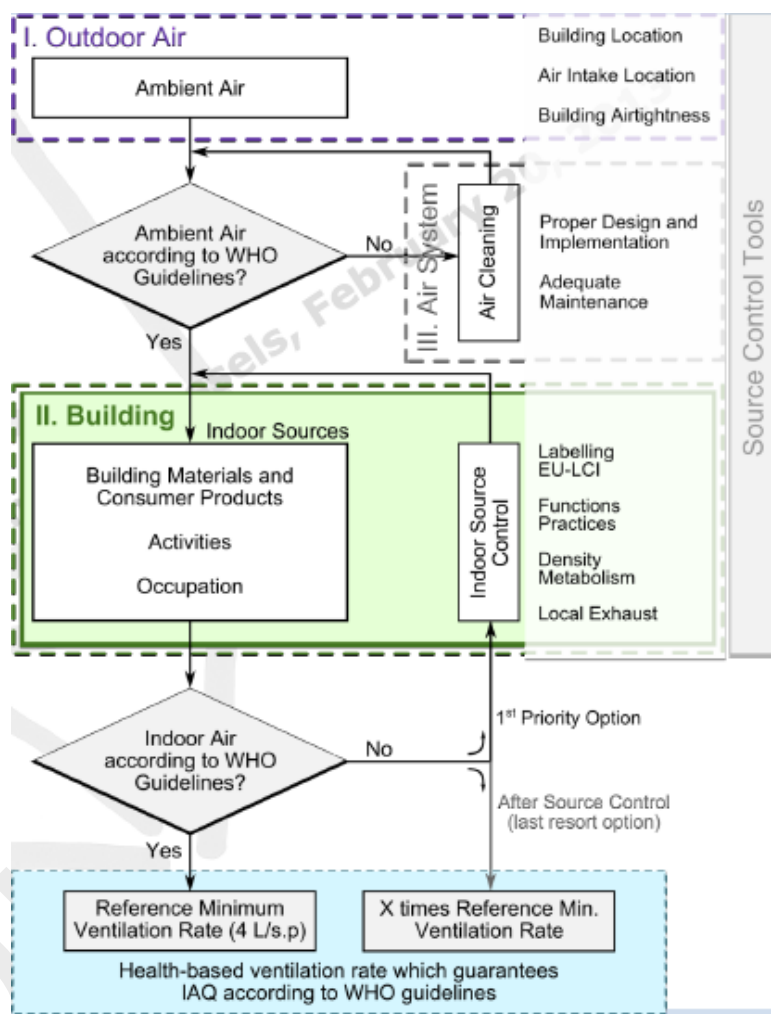 I. Outdoor Air
Ambient Air
Building Location
Air Intake Location
Building Airtightness
Ambient Air
according to WHO
Guidelines?
No
Yes
III. Air System
Air Cleaning
Proper Design and
Implementation
Adequate
Maintenance
Source Control Tools
sels, February 20, 2013
II. Building
Indoor Sources
Building Materials and
Consumer Products
Activities
Occupation
Indoor Source
Control
Labelling
EU-LCI
Functions
Practices
Density
Metabolism
Local Exhaust
Indoor Air
according to WHO
Guidelines?
No
Yes
1st Priority Option
After Source Control
(last resort option)
Reference Minimum
Ventilation Rate (4 L/s.p)
X times Reference Min.
Ventilation Rate
Health-based ventilation rate which guarantees
IAQ according to WHO guidelines